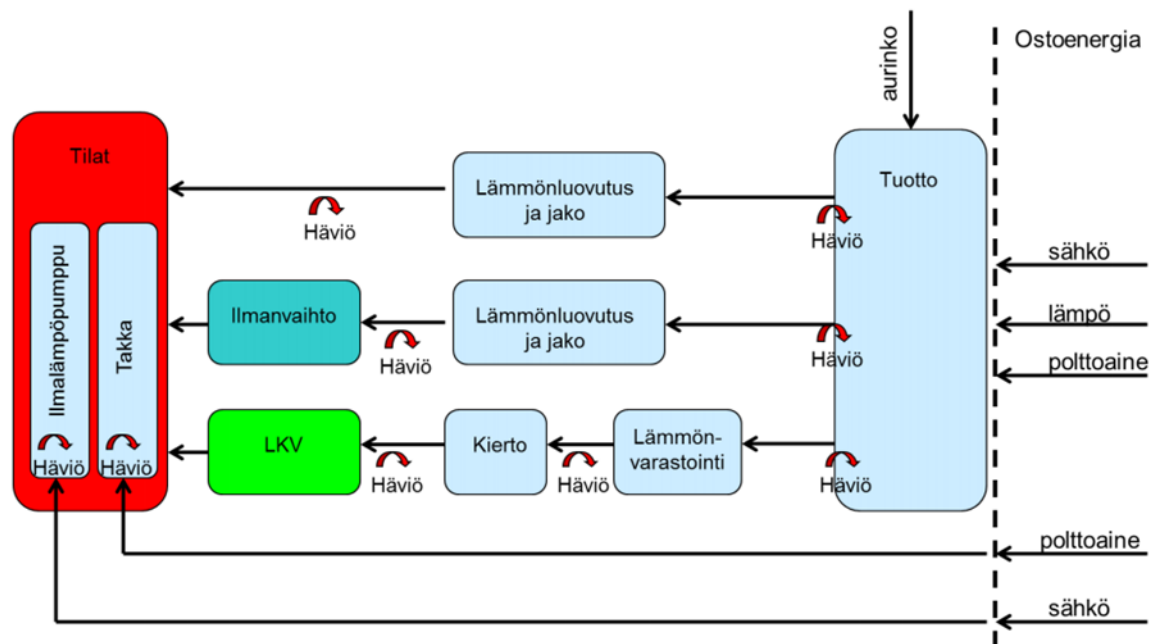 aurinko
Ostoenergia
Tilat
Lämmönluovutus
ja jako
Tuotto
Häviö
Häviö
sähkö
Ilmanvaihto
Lämmönluovutus
ja jako
lämpö
Häviö
Häviö
polttoaine
Ilmalämpöpumppu
Takka
LKV
Kierto
Lämmön-
varastointi
Häviö
Häviö
Häviö
Häviö
Häviö
polttoaine
sähkö